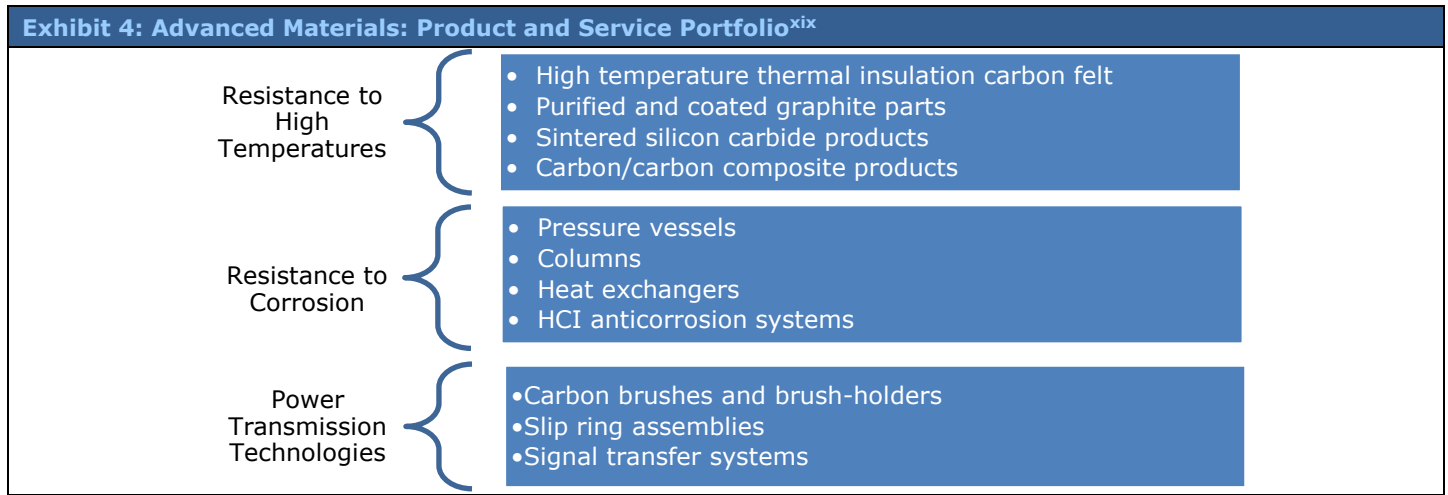 Exhibit 4: Advanced Materials: Product and Service Portfolioxix
Resistance to
High
Temperatures
• High temperature thermal insulation carbon felt
• Purified and coated graphite parts
• Sintered silicon carbide products
• Carbon/carbon composite products
Resistance to
Corrosion
• Pressure vessels
• Columns
• Heat exchangers
• HCI anticorrosion systems
Power
Transmission
Technologies
•Carbon brushes and brush-holders
•Slip ring assemblies
•Signal transfer systems